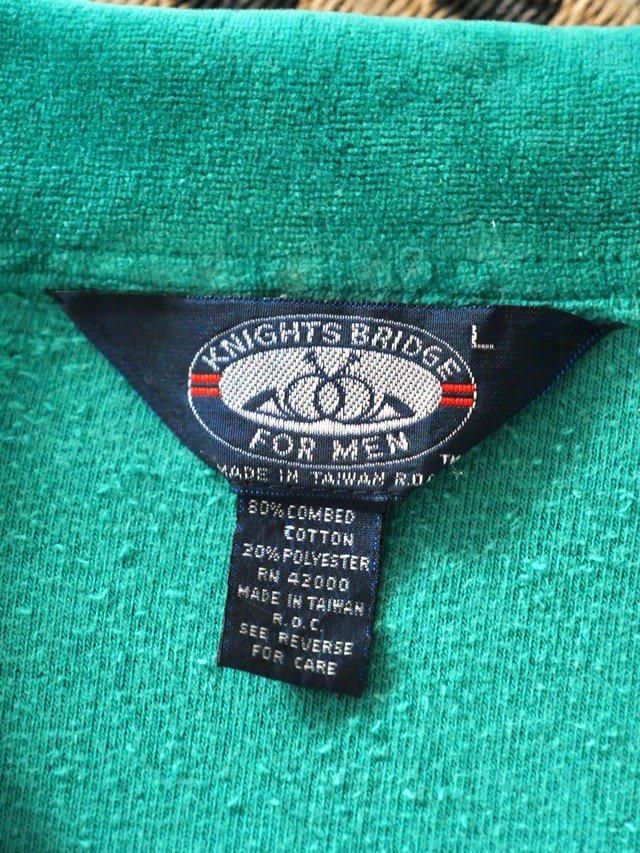 KNIGHTS BRIDGE
FOR MEN
L
TM
MADE IN TAIWAN R.O.
80% COMBED
COTTON
20% POLYESTER
RN 42000
MADE IN TAIWAN
R.O.C.
SEE REVERSE
FOR CARE